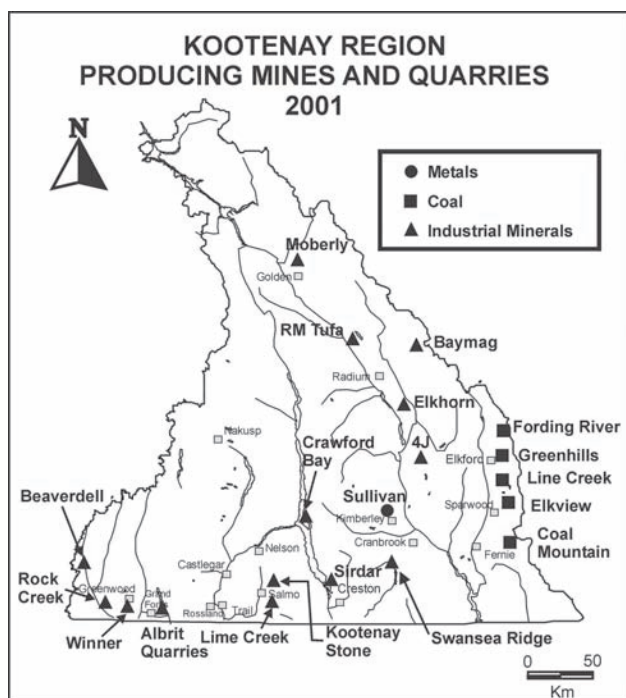 KOOTENAY REGION
PRODUCING MINES AND QUARRIES
2001
N
Metals
Coal
Industrial Minerals
Moberly
Golden
RM Tufa
Baymag
Radium
Elkhorn
Fording River
Nakusp
Crawford
Bay
4J
Elkford
Greenhills
Line Creek
Beaverdell
Sullivan
Kimberley
Sparwood
Elkview
Nelson
Cranbrook
Fernie
Coal
Mountain
Rock
Creek
Castlegar
Sirdar
Greenwood
Grand
Forks
Rossland
Trail
Salmo
Creston
Winner
Albrit
Quarries
Lime Creek
Kootenay
Stone
Swansea Ridge
0
50
Km